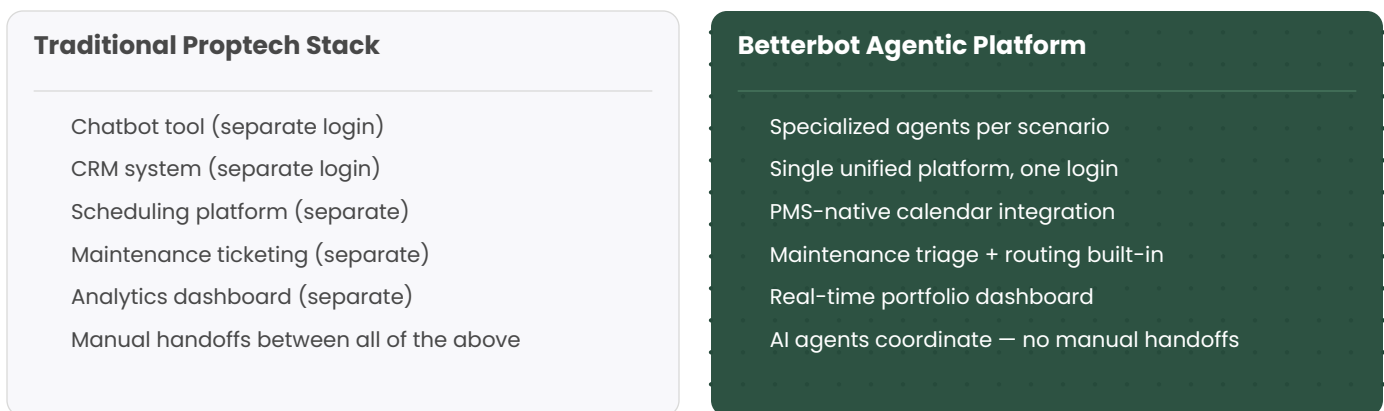 Traditional Proptech Stack
Chatbot tool (separate login)
CRM system (separate login)
Scheduling platform (separate)
Maintenance ticketing (separate)
Analytics dashboard (separate)
Manual handoffs between all of the above
Betterbot Agentic Platform
Specialized agents per scenario
Single unified platform, one login
PMS-native calendar integration
Maintenance triage + routing built-in
Real-time portfolio dashboard
AI agents coordinate — no manual handoffs